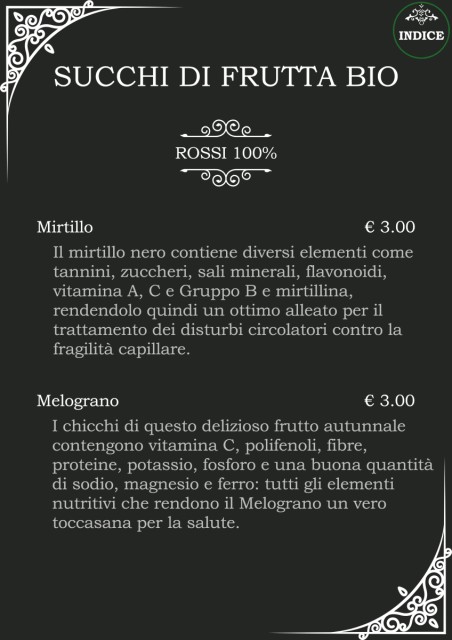 INDICE
SUCCHI DI FRUTTA BIO
ROSSI 100%
Mirtillo € 3.00
Il mirtillo nero contiene diversi elementi come
tannini, zuccheri, sali minerali, flavonoidi,
vitamina A, C e Gruppo B e mirtillina,
rendendolo quindi un ottimo alleato per il
trattamento dei disturbi circolatori contro la
fragilità capillare.
Melograno € 3.00
I chicchi di questo delizioso frutto autunnale
contengono vitamina C, polifenoli, fibre,
proteine, potassio, fosforo e una buona quantità
di sodio, magnesio e ferro: tutti gli elementi
nutritivi che rendono il Melograno un vero
toccasana per la salute.